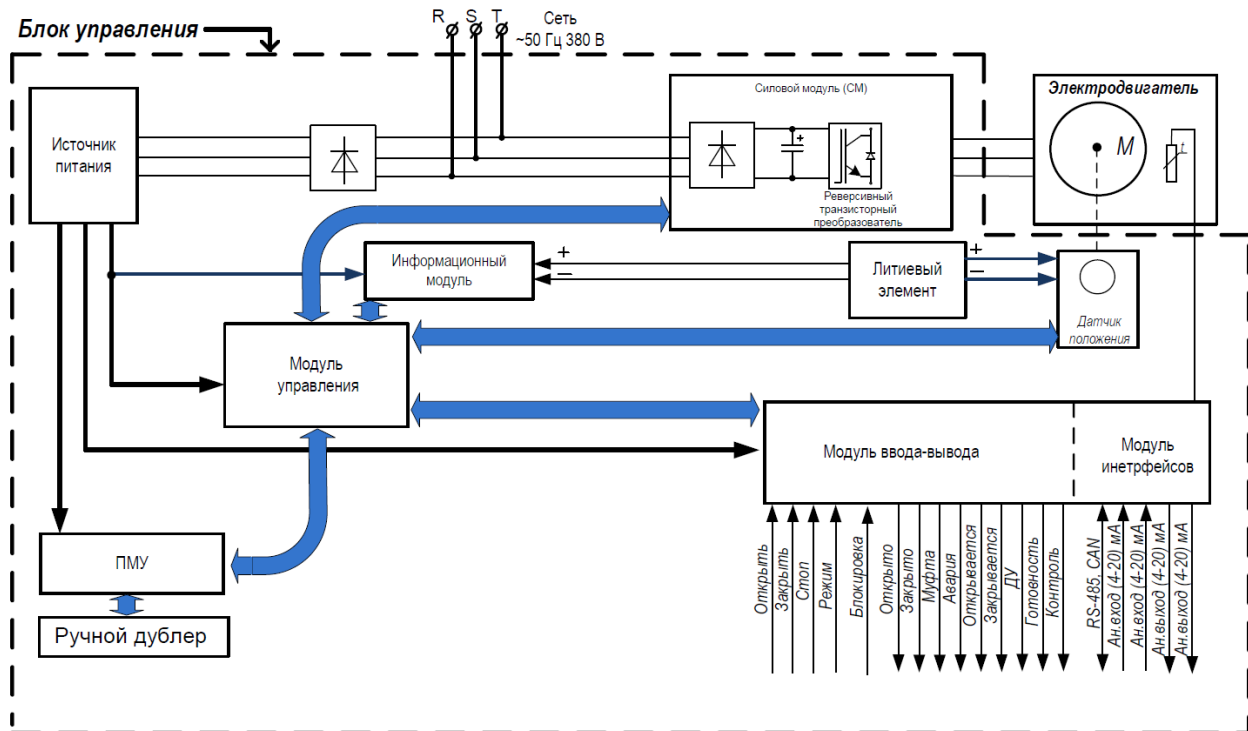 Блок управления
R S T
Сеть
~50 Гц 380 В
Источник
питания
Силовой модуль (СМ)
Реверсивный
транзисторный
преобразователь
Электродвигатель
M
t
Информационный
модуль
+
−
Литиевый
элемент
+
−
Датчик
положения
Модуль
управления
Модуль ввода-вывода
Модуль
инетрфейсов
ПМУ
Ручной дублер
Открыть
Закрыть
Стоп
Режим
Блокировка
Открыто
Закрыто
Муфта
Авария
Открывается
Закрывается
ДУ
Готовность
Контроль
RS-485, CAN
Ан.вход (4-20) мА
Ан.вход (4-20) мА
Ан.выход (4-20) мА
Ан.выход (4-20) мА